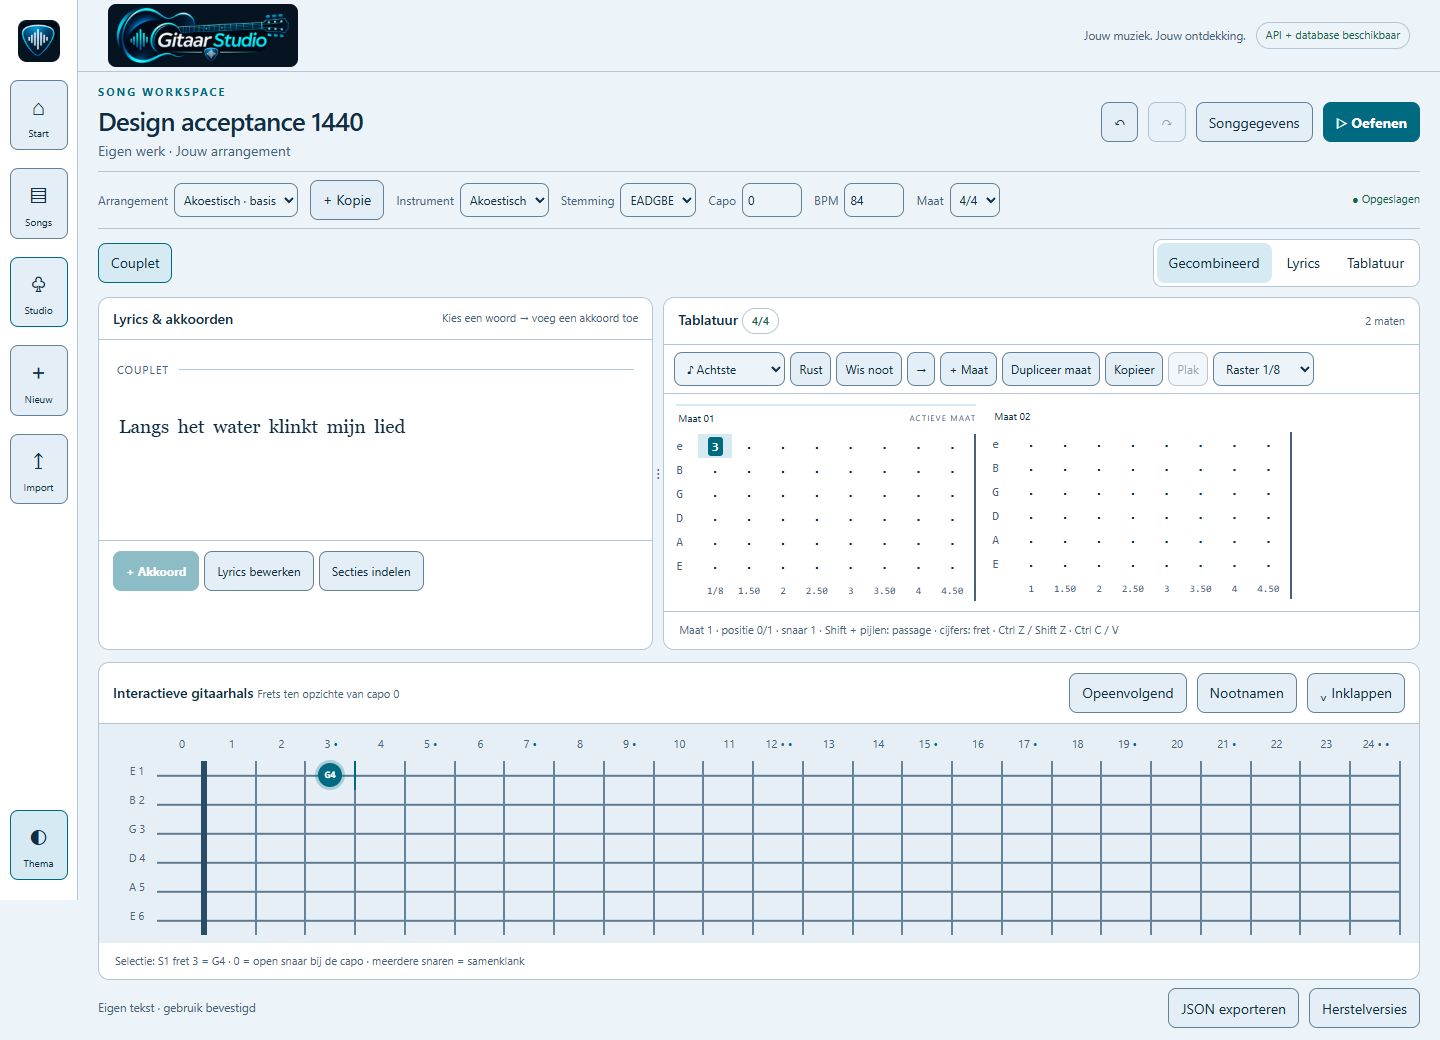 Gitaar Studio
Jouw muziek. Jouw ontdekking. API + database beschikbaar
Start
Songs
Studio
Nieuw
Import
Thema
SONG WORKSPACE
Design acceptance 1440
Eigen werk · Jouw arrangement
Songgegevens ▷ Oefenen
Arrangement Akoestisch · basis + Kopie Instrument Akoestisch Stemming EADGBE Capo 0 BPM 84 Maat 4/4 ● Opgeslagen
Couplet Gecombineerd Lyrics Tablatuur
Lyrics & akkoorden Kies een woord → voeg een akkoord toe
COUPLET
Langs het water klinkt mijn lied
+ Akkoord Lyrics bewerken Secties indelen
Tablatuur 4/4 2 maten
♪ Achtste Rust Wis noot → + Maat Dupliceer maat Kopieer Plak Raster 1/8
Maat 01 ACTIEVE MAAT
e 3 · · · · · · ·
B · · · · · · · ·
G · · · · · · · ·
D · · · · · · · ·
A · · · · · · · ·
E · · · · · · · ·
1/8 1.50 2 2.50 3 3.50 4 4.50
Maat 02
e · · · · · · · ·
B · · · · · · · ·
G · · · · · · · ·
D · · · · · · · ·
A · · · · · · · ·
E · · · · · · · ·
1 1.50 2 2.50 3 3.50 4 4.50
Maat 1 · positie 0/1 · snaar 1 · Shift + pijlen: passage · cijfers: fret · Ctrl Z / Shift Z · Ctrl C / V
Interactieve gitaarhals Frets ten opzichte van capo 0 Opeenvolgend Nootnamen ˬ Inklappen
0 1 2 3 • 4 5 • 6 7 • 8 9 • 10 11 12 • • 13 14 15 • 16 17 • 18 19 • 20 21 • 22 23 24 • •
E 1 G4
B 2
G 3
D 4
A 5
E 6
Selectie: S1 fret 3 = G4 · 0 = open snaar bij de capo · meerdere snaren = samenklank
Eigen tekst · gebruik bevestigd JSON exporteren Herstelversies